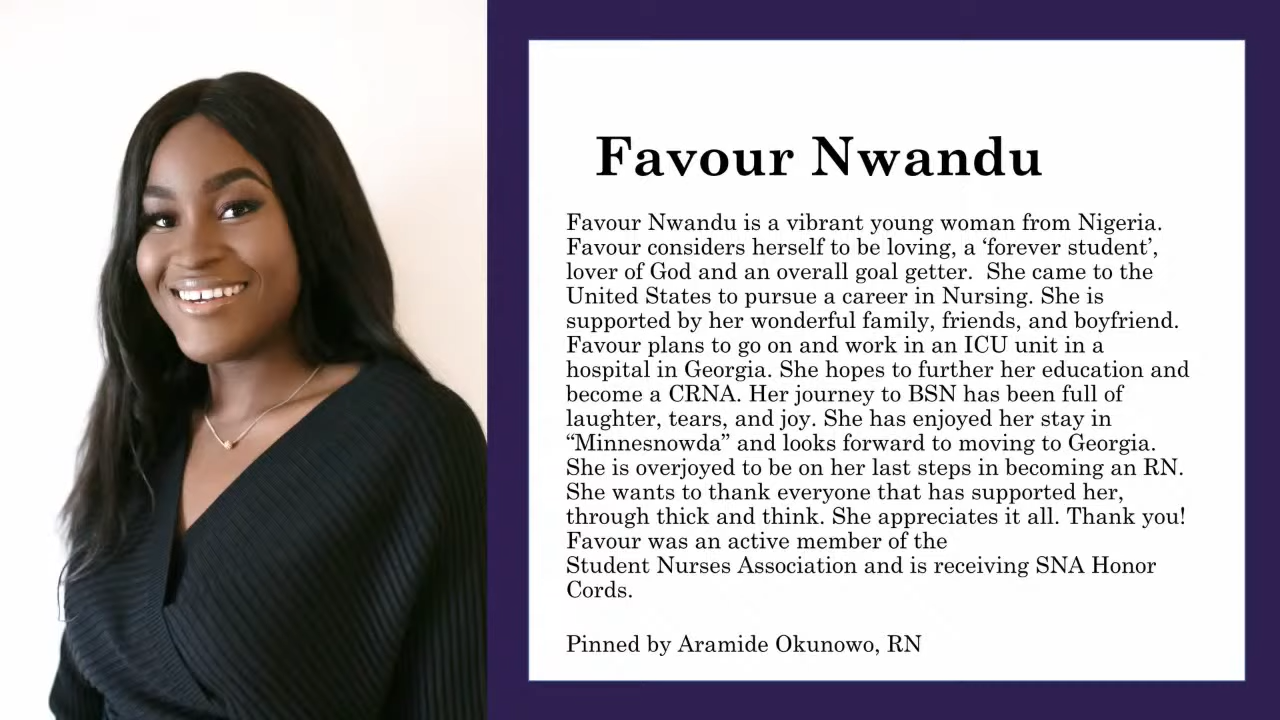 Favour Nwandu
Favour Nwandu is a vibrant young woman from Nigeria.
Favour considers herself to be loving, a ‘forever student’,
lover of God and an overall goal getter.  She came to the
United States to pursue a career in Nursing. She is
supported by her wonderful family, friends, and boyfriend.
Favour plans to go on and work in an ICU unit in a
hospital in Georgia. She hopes to further her education and
become a CRNA. Her journey to BSN has been full of
laughter, tears, and joy. She has enjoyed her stay in
“Minnesnowda” and looks forward to moving to Georgia.
She is overjoyed to be on her last steps in becoming an RN.
She wants to thank everyone that has supported her,
through thick and think. She appreciates it all. Thank you!
Favour was an active member of the
Student Nurses Association and is receiving SNA Honor
Cords.
Pinned by Aramide Okunowo, RN